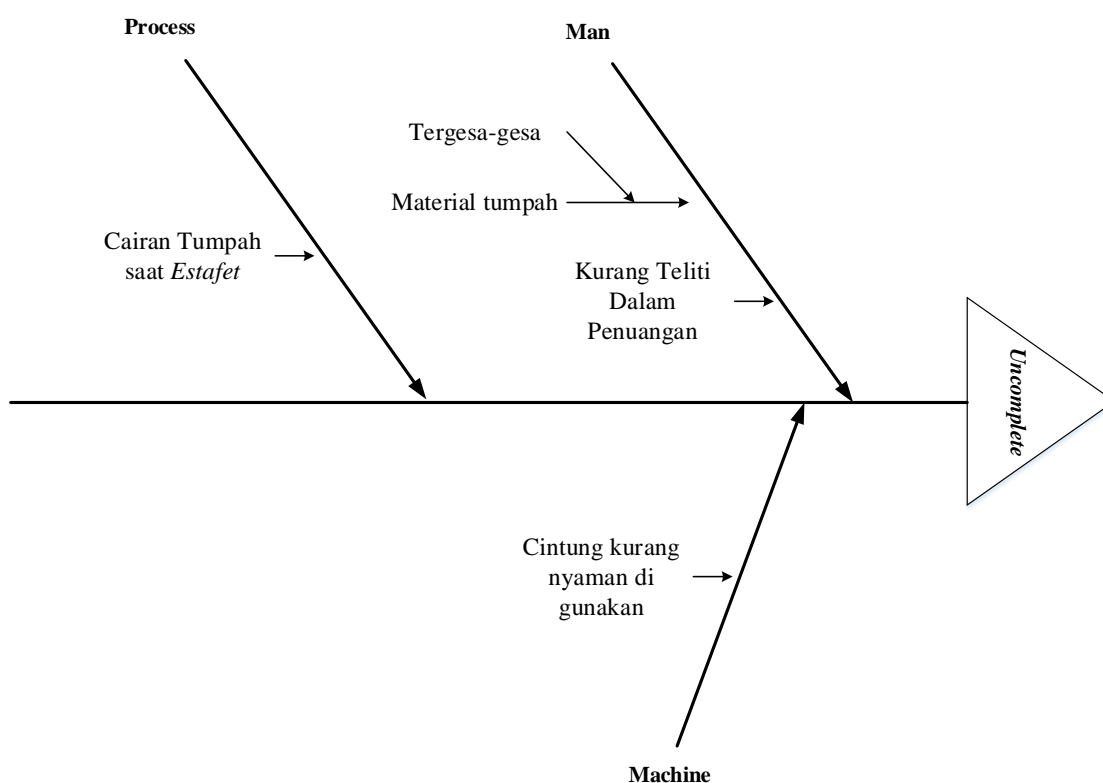 Process
Man
Tergesa-gesa
Material tumpah
Cairan Tumpah
saat Estafet
Kurang Teliti
Dalam
Penuangan
Uncomplete
Cintung kurang
nyaman di
gunakan
Machine